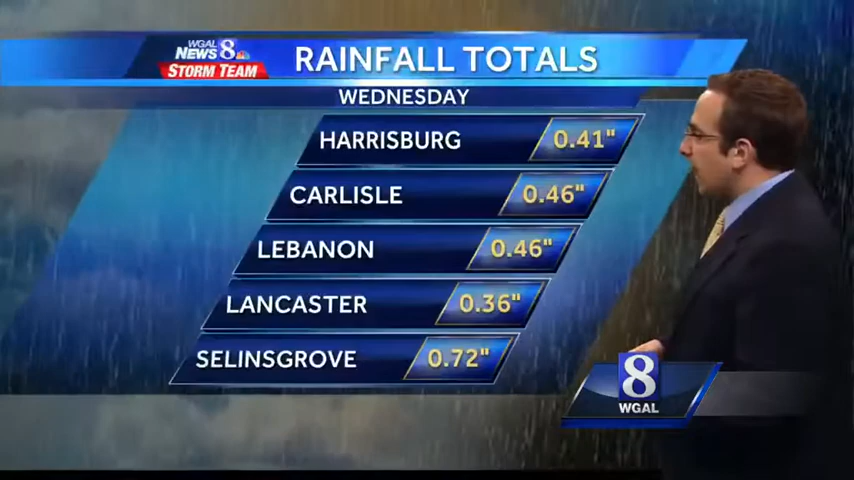 WGAL
NEWS 8
STORM TEAM
RAINFALL TOTALS
WEDNESDAY
HARRISBURG 0.41"
CARLISLE 0.46"
LEBANON 0.46"
LANCASTER 0.36"
SELINSGROVE 0.72"
8
WGAL